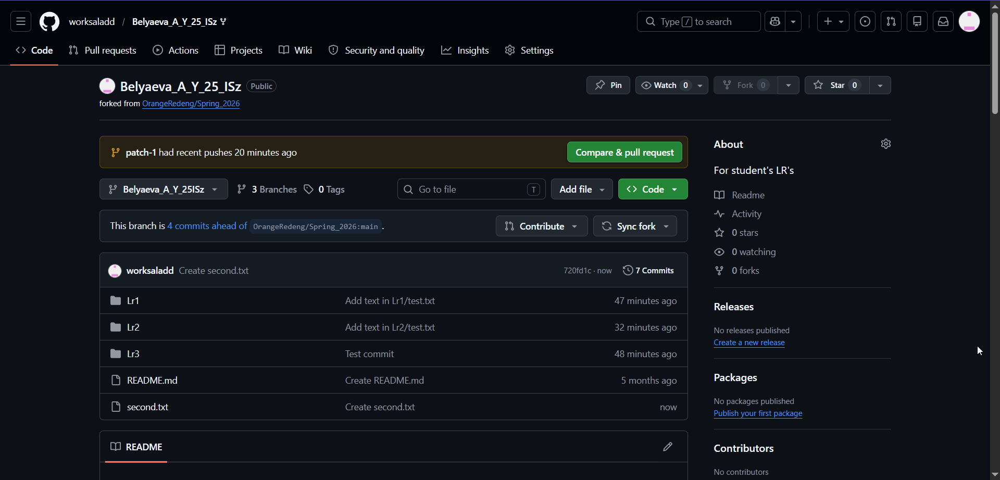 worksaladd / Belyaeva_A_Y_25_ISz
Type / to search
Code Pull requests Actions Projects Wiki Security and quality Insights Settings
Belyaeva_A_Y_25_ISz Public
Pin Watch 0 Fork 0 Star 0
forked from OrangeRedeng/Spring_2026
patch-1 had recent pushes 20 minutes ago
Compare & pull request
Belyaeva_A_Y_25ISz 3 Branches 0 Tags
Go to file T Add file Code
This branch is 4 commits ahead of OrangeRedeng/Spring_2026:main .
Contribute Sync fork
worksaladd Create second.txt 720fd1c · now 7 Commits
Lr1 Add text in Lr1/test.txt 47 minutes ago
Lr2 Add text in Lr2/test.txt 32 minutes ago
Lr3 Test commit 48 minutes ago
README.md Create README.md 5 months ago
second.txt Create second.txt now
README
About
For student's LR's
Readme
Activity
0 stars
0 watching
0 forks
Releases
No releases published
Create a new release
Packages
No packages published
Publish your first package
Contributors
No contributors